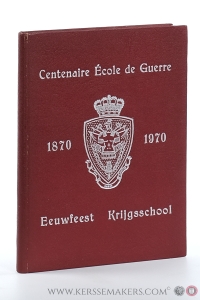 Centenaire École de Guerre
1870 1970
Eeuwfeest Krijgsschool
WWW.KERSSEMAKERS.COM